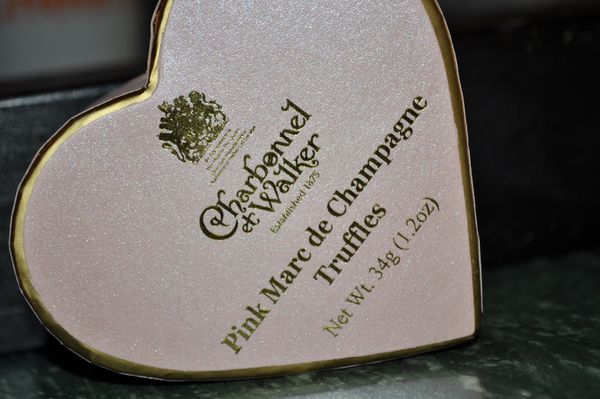 Charbonnel
et Walker
Established 1875
Pink Marc de Champagne
Truffles
Net Wt. 34g (1.2oz)